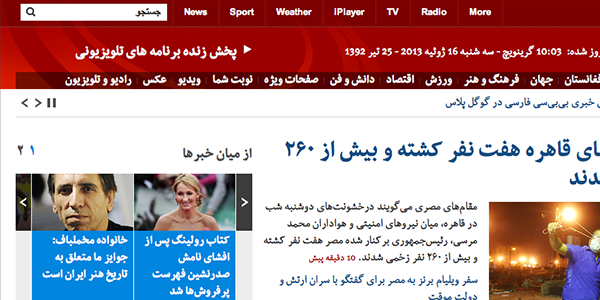 News Sport Weather iPlayer TV Radio More جستجو
پخش زنده برنامه های تلویزیونی
شده: 10:03 گرینویچ - سه شنبه 16 ژوئیه 2013 - 25 تیر 1392
جهان فرهنگ و هنر ورزش اقتصاد دانش و فن صفحات ویژه نوبت شما ویدیو عکس رادیو و تلویزیون
خبری بی‌بی‌سی فارسی در گوگل پلاس
قاهره هفت نفر کشته و بیش از ۲۶۰
مقام‌های مصری می‌گویند درخشونت‌های دوشنبه شب
در قاهره، میان نیروهای امنیتی و هواداران محمد
مرسی، رئیس‌جمهوری بر کنار شده مصر هفت نفر کشته
و بیش از ۲۶۰ نفر زخمی شدند. 10 دقیقه پیش
سفر ویلیام برنز به مصر برای گفتگو با سران ارتش و
دولت موقت
از میان خبرها ۱ ۲
کتاب رولینگ پس از
افشای نامش
صدرنشین فهرست
پرفروش‌ها شد
خانواده مخملباف:
جوایز ما متعلق به
تاریخ هنر ایران است